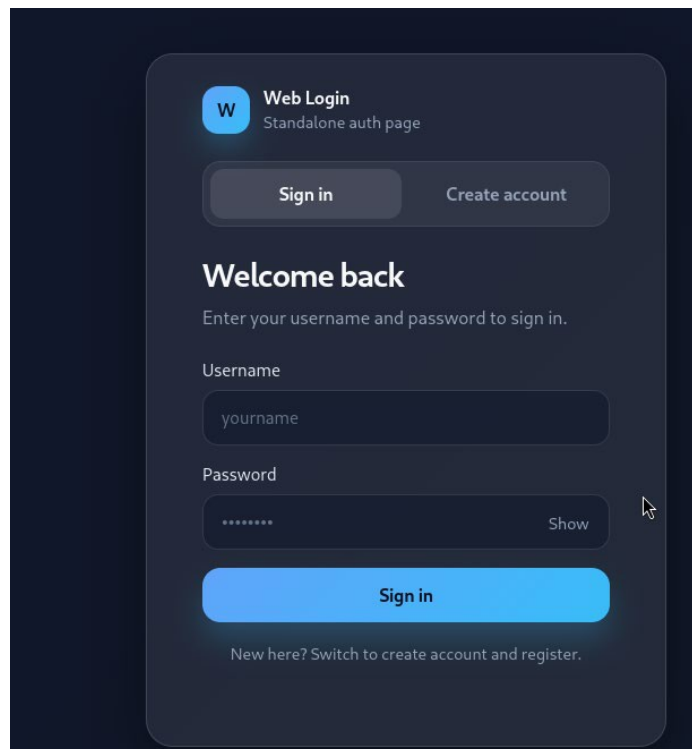 W
Web Login
Standalone auth page
Sign in
Create account
Welcome back
Enter your username and password to sign in.
Username
yourname
Password
••••••••
Show
Sign in
New here? Switch to create account and register.